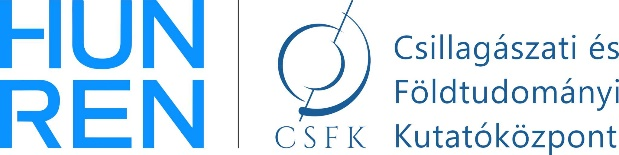 HUN
REN
CSFK
Csillagászati és
Földtudományi
Kutatóközpont